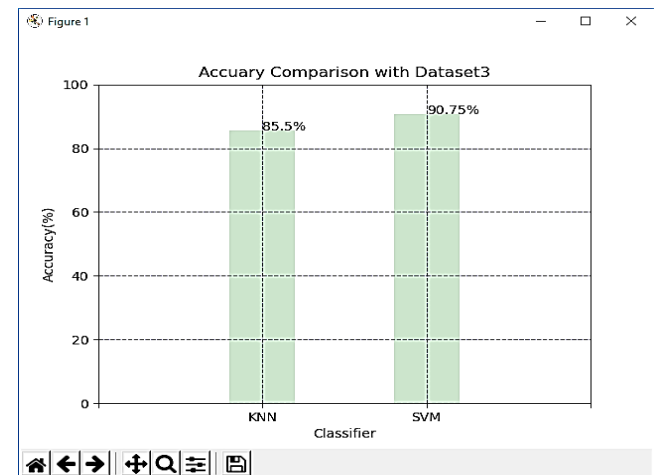 Figure 1
Accuary Comparison with Dataset3
100
80
60
40
20
0
Accuracy(%)
85.5%
90.75%
KNN
SVM
Classifier